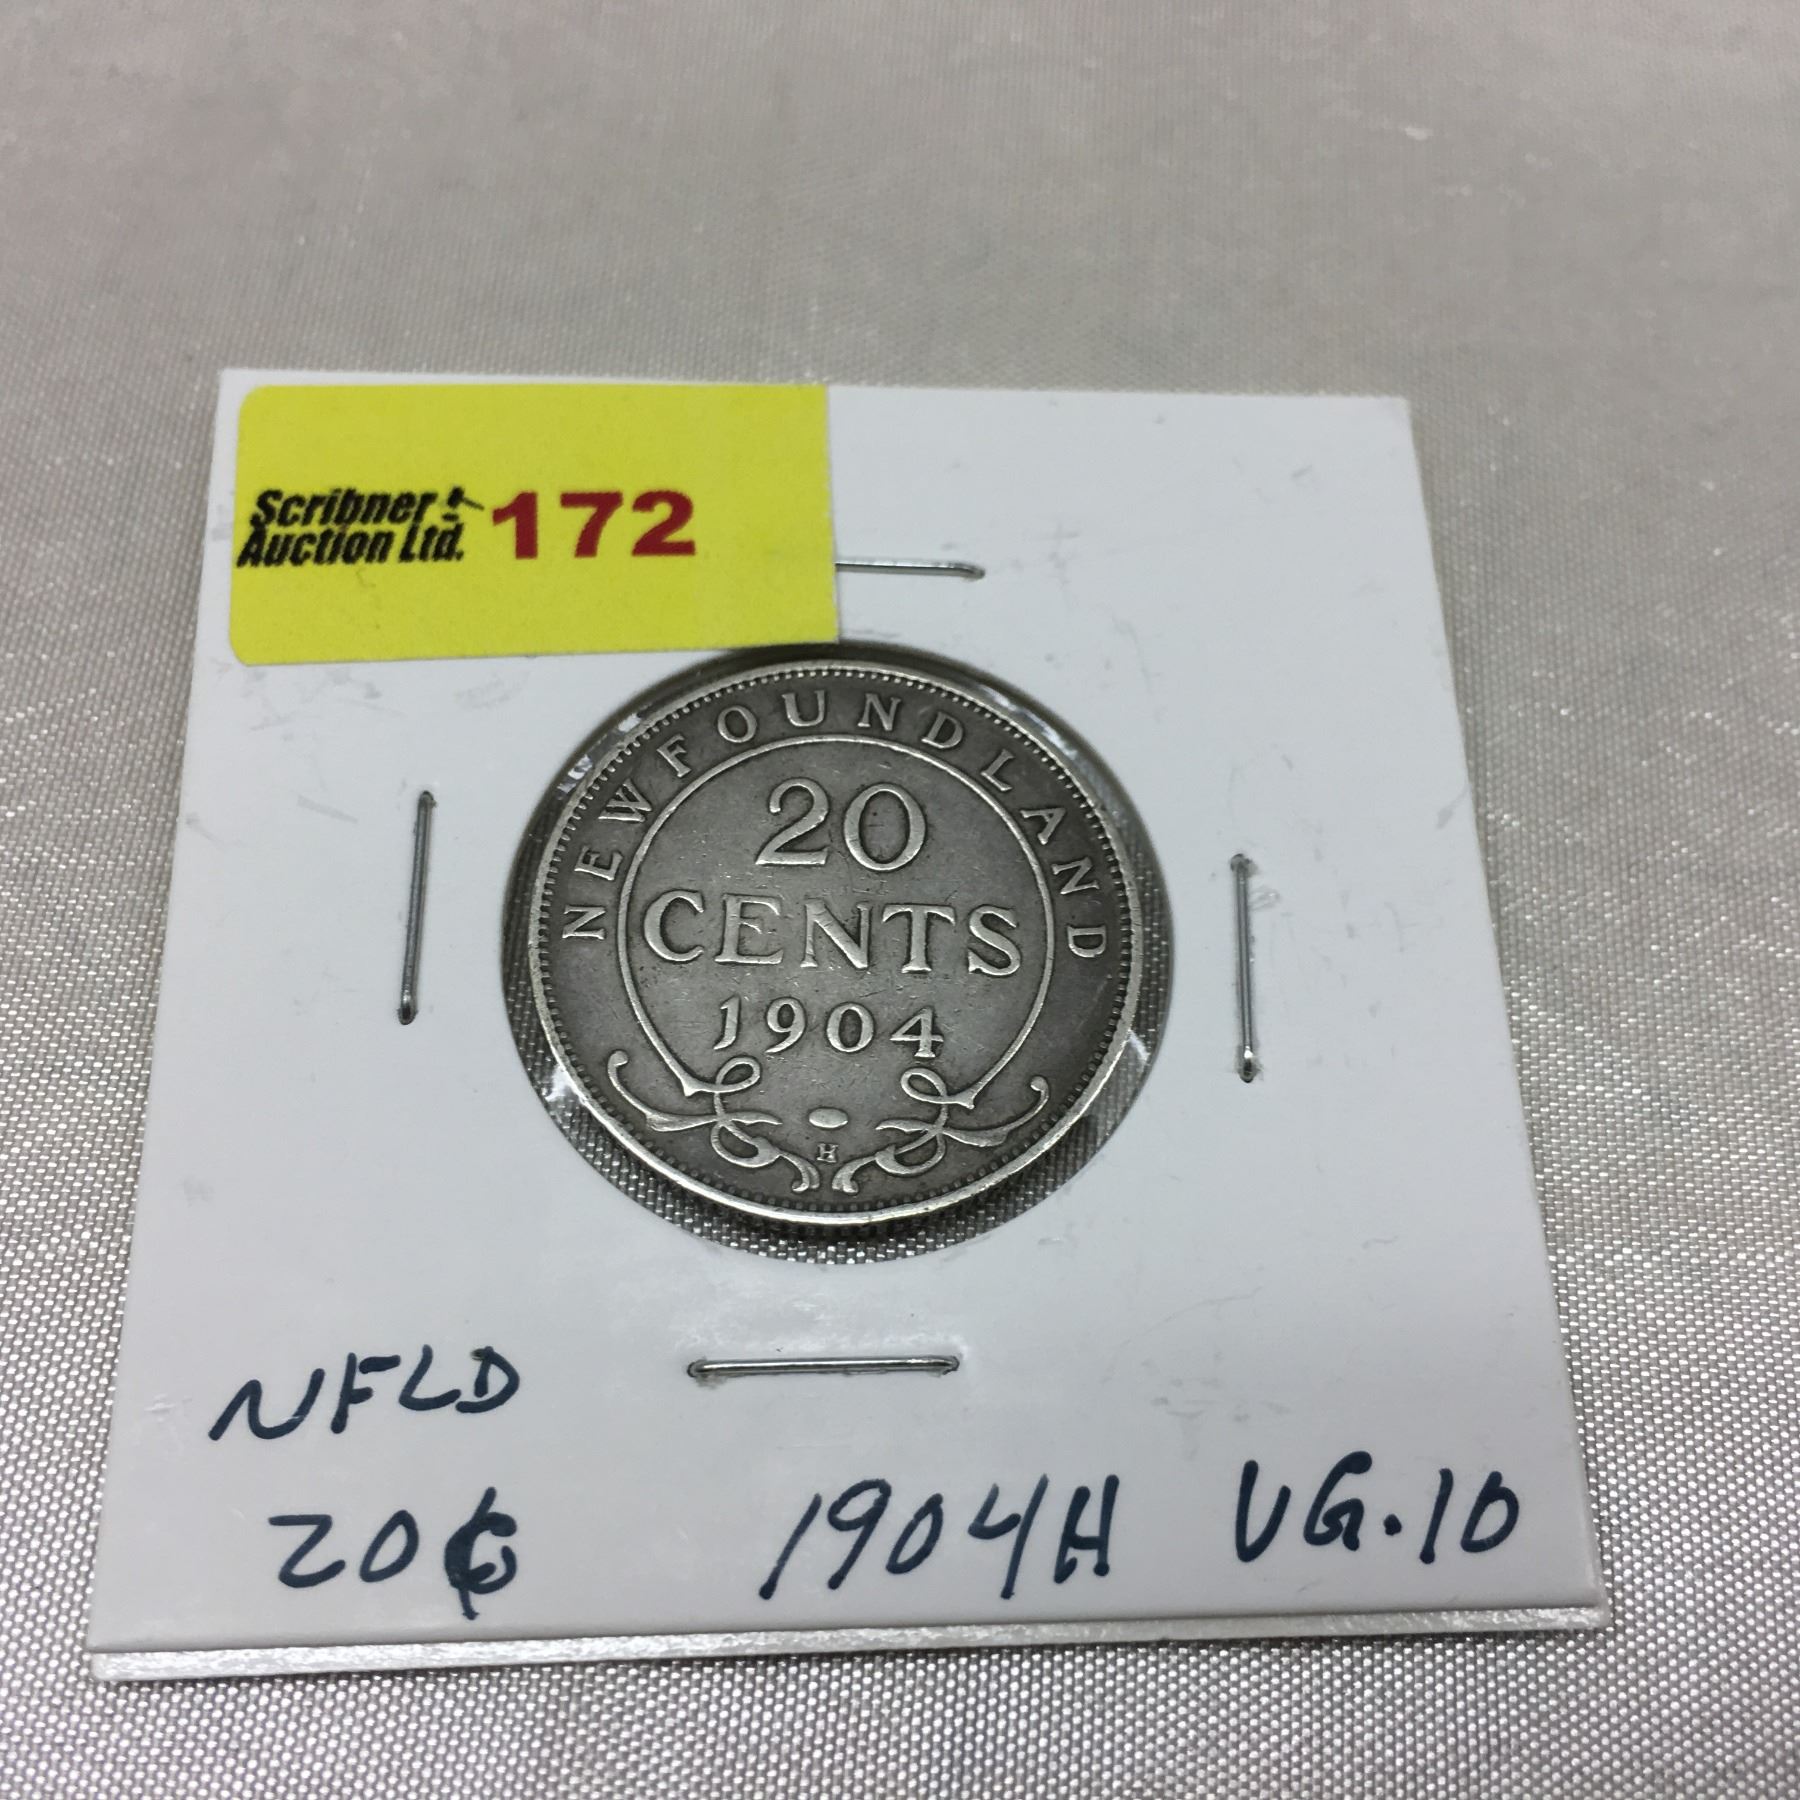 Scribner
Auction Ltd.
172
NEWFOUNDLAND
20
CENTS
1904
H
NFLD
20¢
1904H VG.10